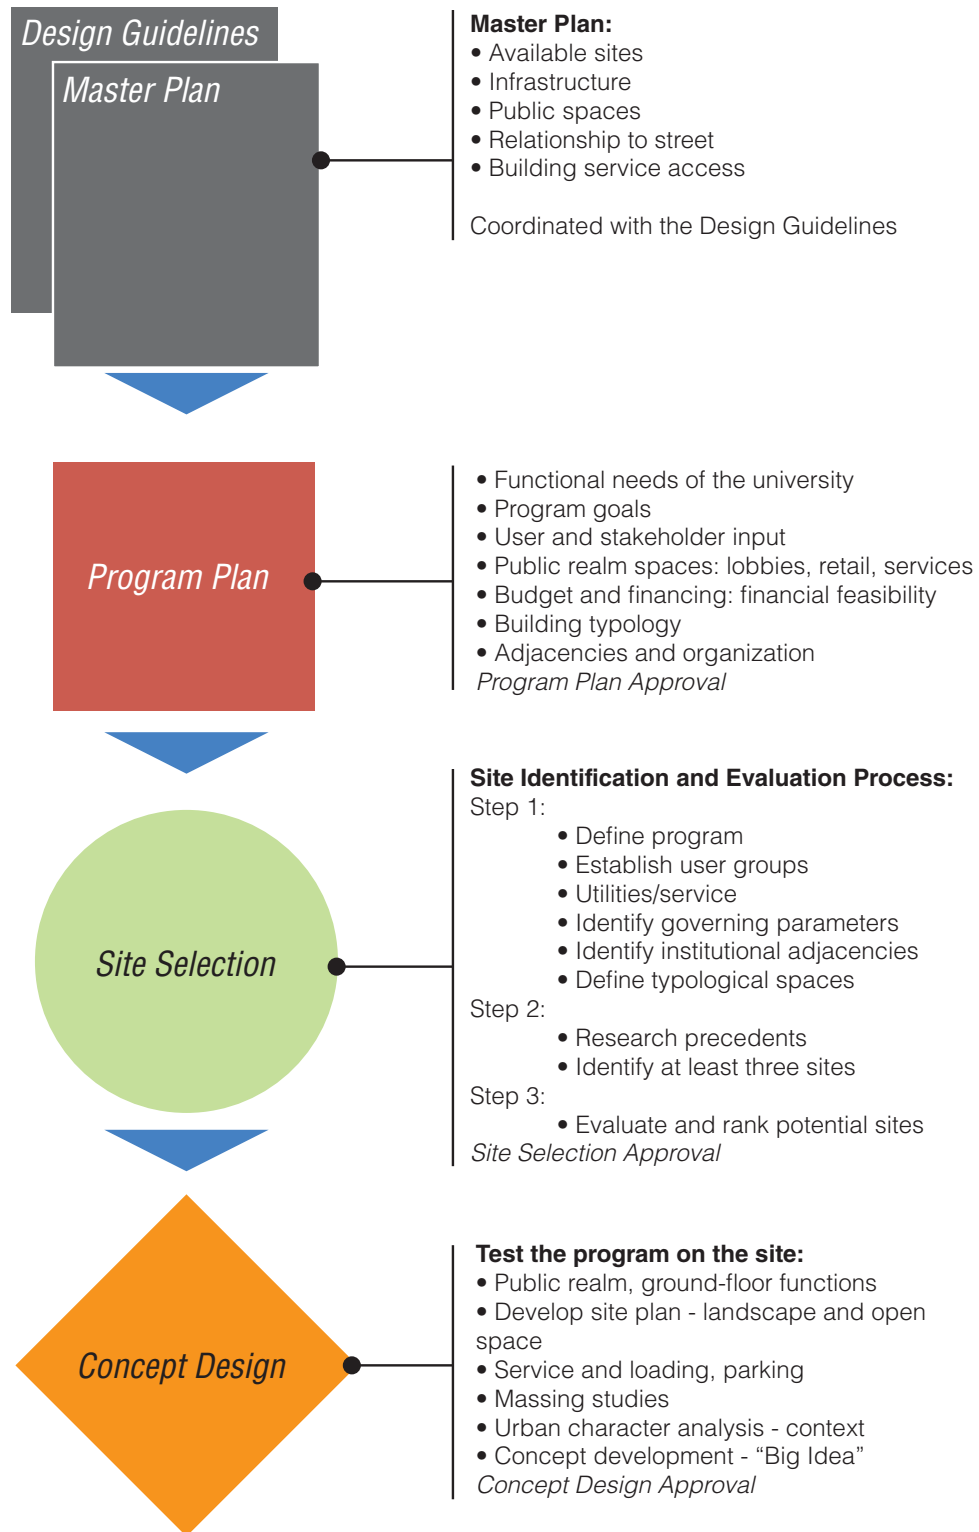 Design Guidelines
Master Plan
Master Plan:
• Available sites
• Infrastructure
• Public spaces
• Relationship to street
• Building service access
Coordinated with the Design Guidelines
Program Plan
• Functional needs of the university
• Program goals
• User and stakeholder input
• Public realm spaces: lobbies, retail, services
• Budget and financing: financial feasibility
• Building typology
• Adjacencies and organization
Program Plan Approval
Site Selection
Site Identification and Evaluation Process:
Step 1:
• Define program
• Establish user groups
• Utilities/service
• Identify governing parameters
• Identify institutional adjacencies
• Define typological spaces
Step 2:
• Research precedents
• Identify at least three sites
Step 3:
• Evaluate and rank potential sites
Site Selection Approval
Concept Design
Test the program on the site:
• Public realm, ground-floor functions
• Develop site plan - landscape and open
space
• Service and loading, parking
• Massing studies
• Urban character analysis - context
• Concept development - “Big Idea”
Concept Design Approval